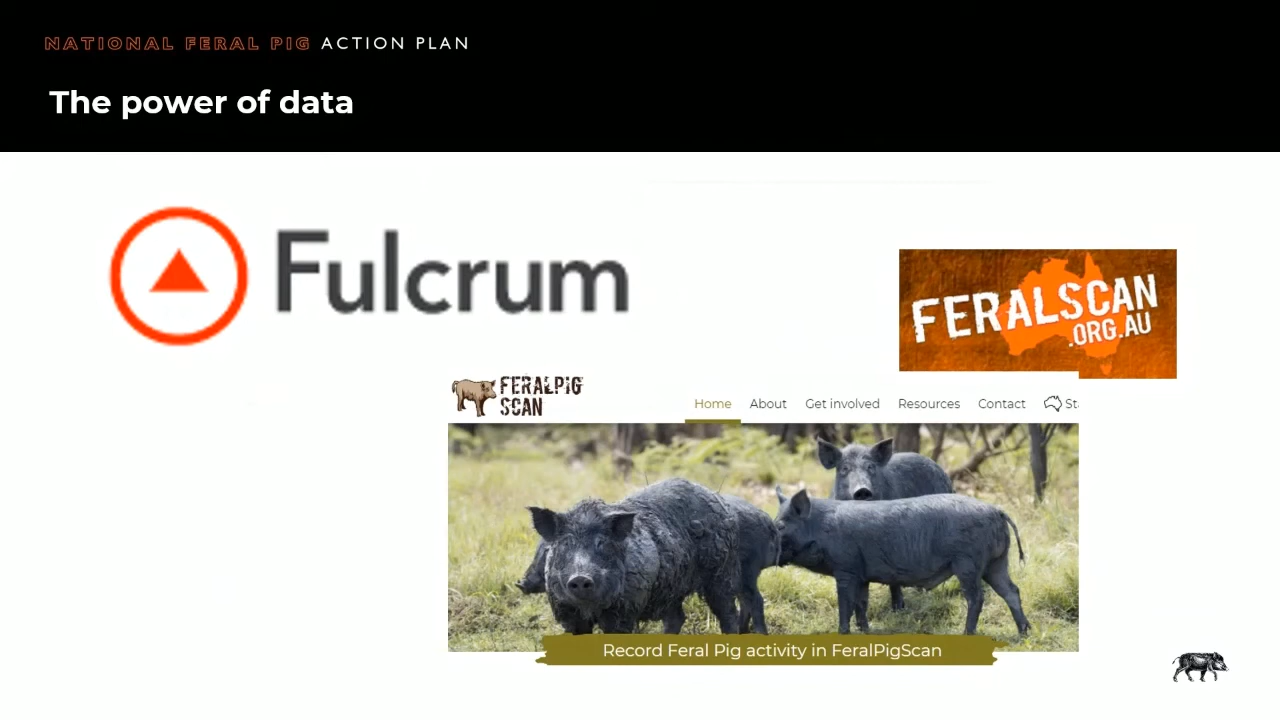 NATIONAL FERAL PIG ACTION PLAN
The power of data
Fulcrum
FERALSCAN
.ORG.AU
FERALPIG
SCAN
Home About Get involved Resources Contact
Record Feral Pig activity in FeralPigScan